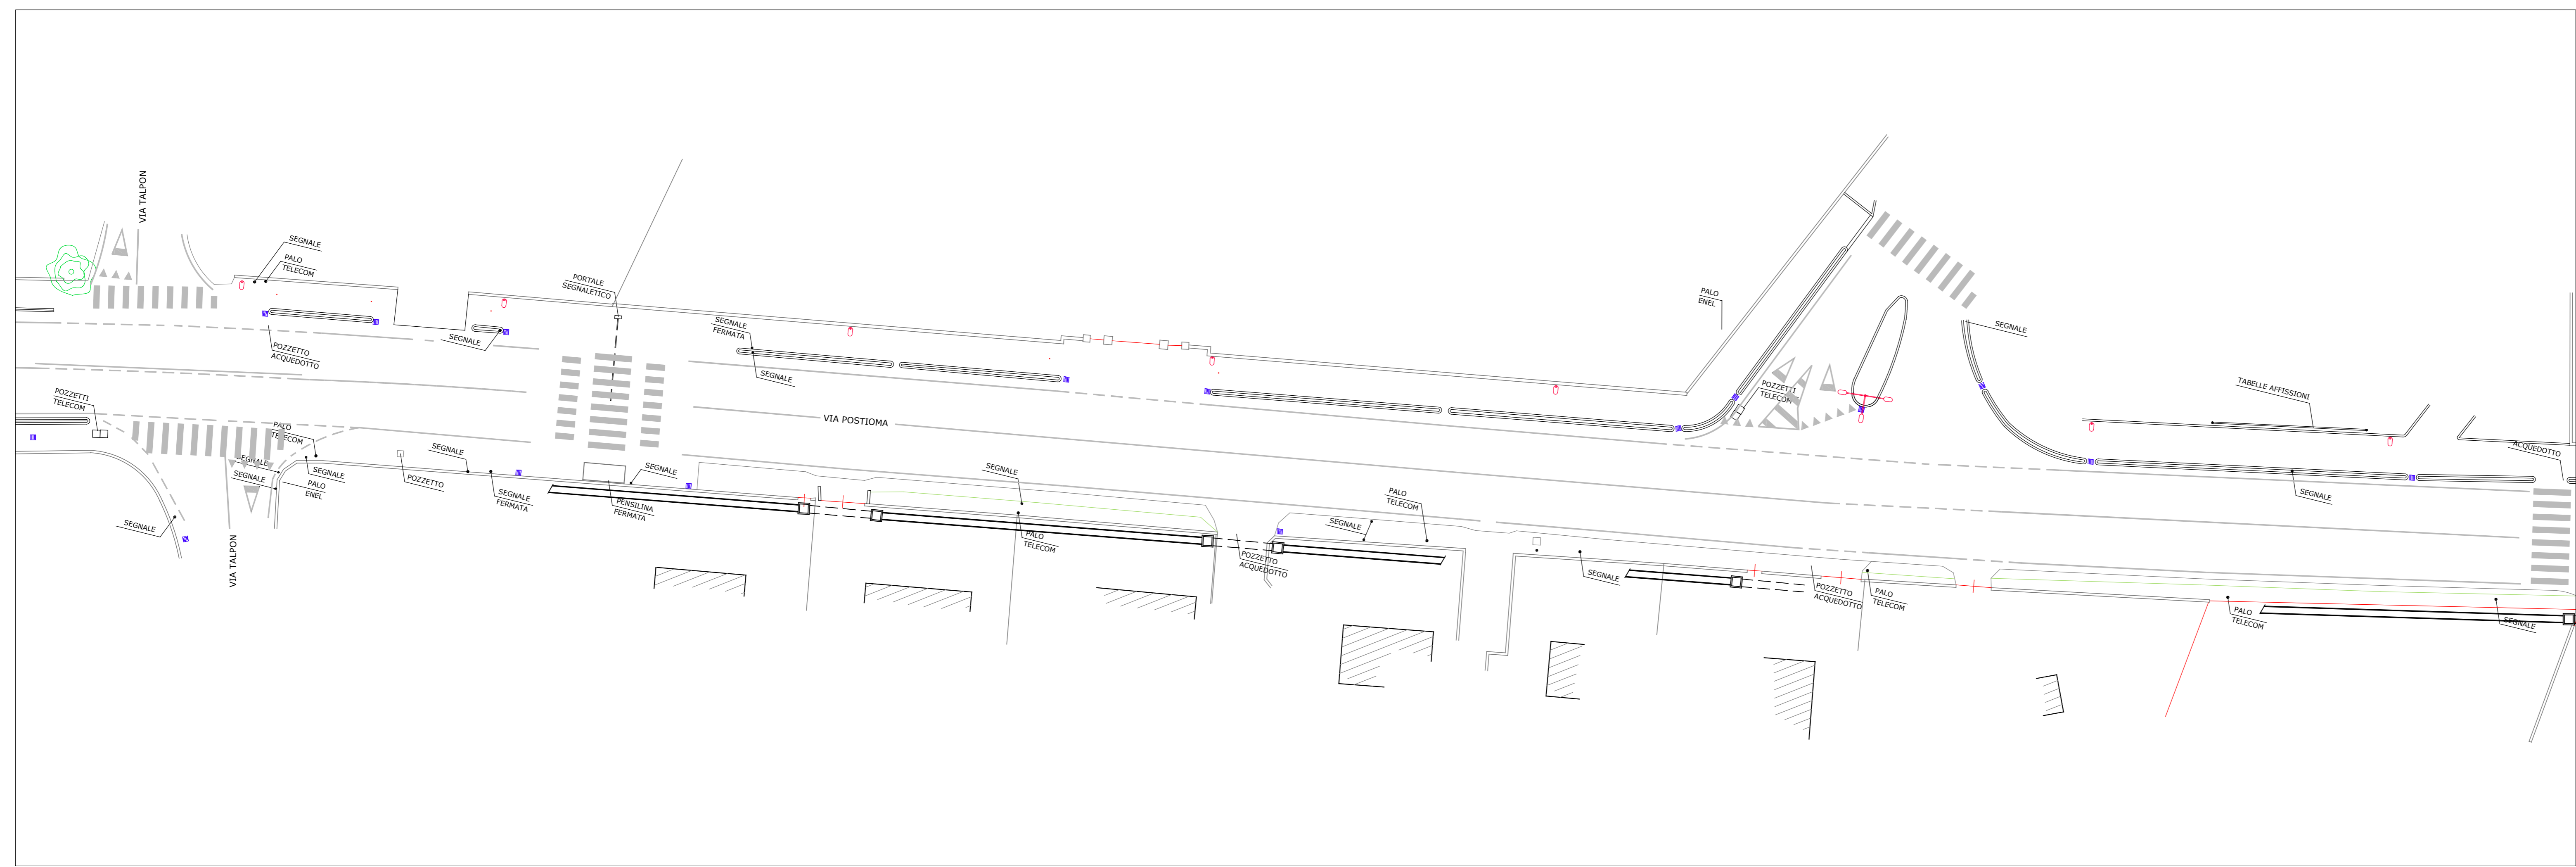 VIA TALPON
SEGNALE
PALO
TELECOM
PORTALE
SEGNALETICO
POZZETTO
ACQUEDOTTO
SEGNALE
SEGNALE
FERMATA
SEGNALE
PALO
ENEL
POZZETTI
TELECOM
SEGNALE
TABELLE AFFISSIONI
ACQUEDOTTO
POZZETTI
TELECOM
VIA POSTIOMA
PALO
TELECOM
SEGNALE
SEGNALE
SEGNALE
PALO
ENEL
SEGNALE
VIA TALPON
SEGNALE
POZZETTO
SEGNALE
FERMATA
SEGNALE
PENSILINA
FERMATA
SEGNALE
PALO
TELECOM
POZZETTO
ACQUEDOTTO
SEGNALE
PALO
TELECOM
SEGNALE
POZZETTO
ACQUEDOTTO
PALO
TELECOM
SEGNALE
PALO
TELECOM
SEGNALE